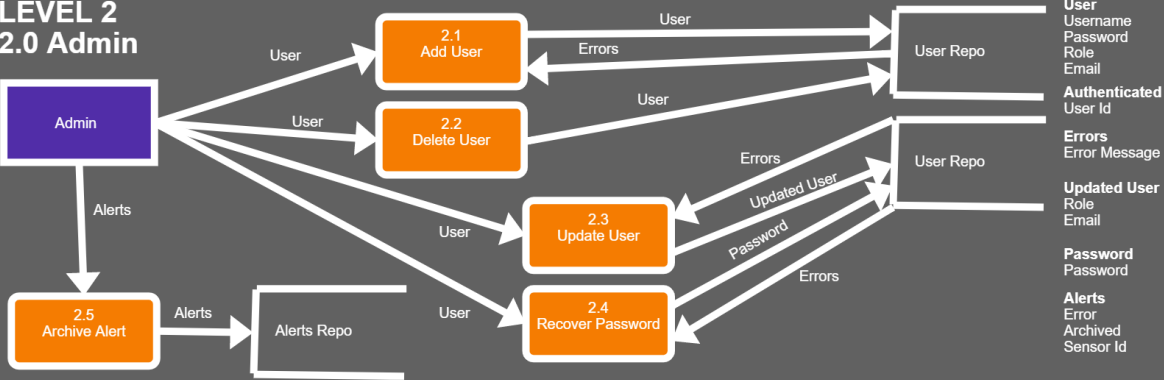 LEVEL 2
2.0 Admin
Admin
User
User
User
User
Alerts
2.1
Add User
2.2
Delete User
2.3
Update User
2.4
Recover Password
2.5
Archive Alert
Alerts
Alerts Repo
User
Errors
User
Errors
Updated User
Password
Errors
User Repo
User Repo
User
Username
Password
Role
Email
Authenticated
User Id
Errors
Error Message
Updated User
Role
Email
Password
Password
Alerts
Error
Archived
Sensor Id